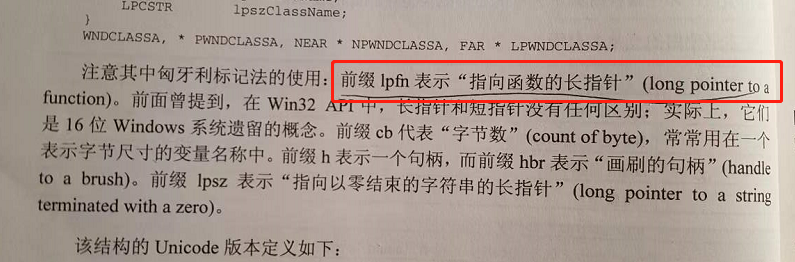 LPCSTR lpszClassName;
}
WNDCLASSA, * PWNDCLASSA, NEAR * NPWNDCLASSA, FAR * LPWNDCLASSA;
注意其中匈牙利标记法的使用：前缀 lpfn 表示“指向函数的长指针”(long pointer to a
function)。前面曾提到，在 Win32 API 中，长指针和短指针没有任何区别；实际上，它们
是 16 位 Windows 系统遗留的概念。前缀 cb 代表“字节数”(count of byte)，常常用在一个
表示字节尺寸的变量名称中。前缀 h 表示一个句柄，而前缀 hbr 表示“画刷的句柄”(handle
to a brush)。前缀 lpsz 表示“指向以零结束的字符串的长指针”(long pointer to a string
terminated with a zero)。
该结构的 Unicode 版本定义如下：